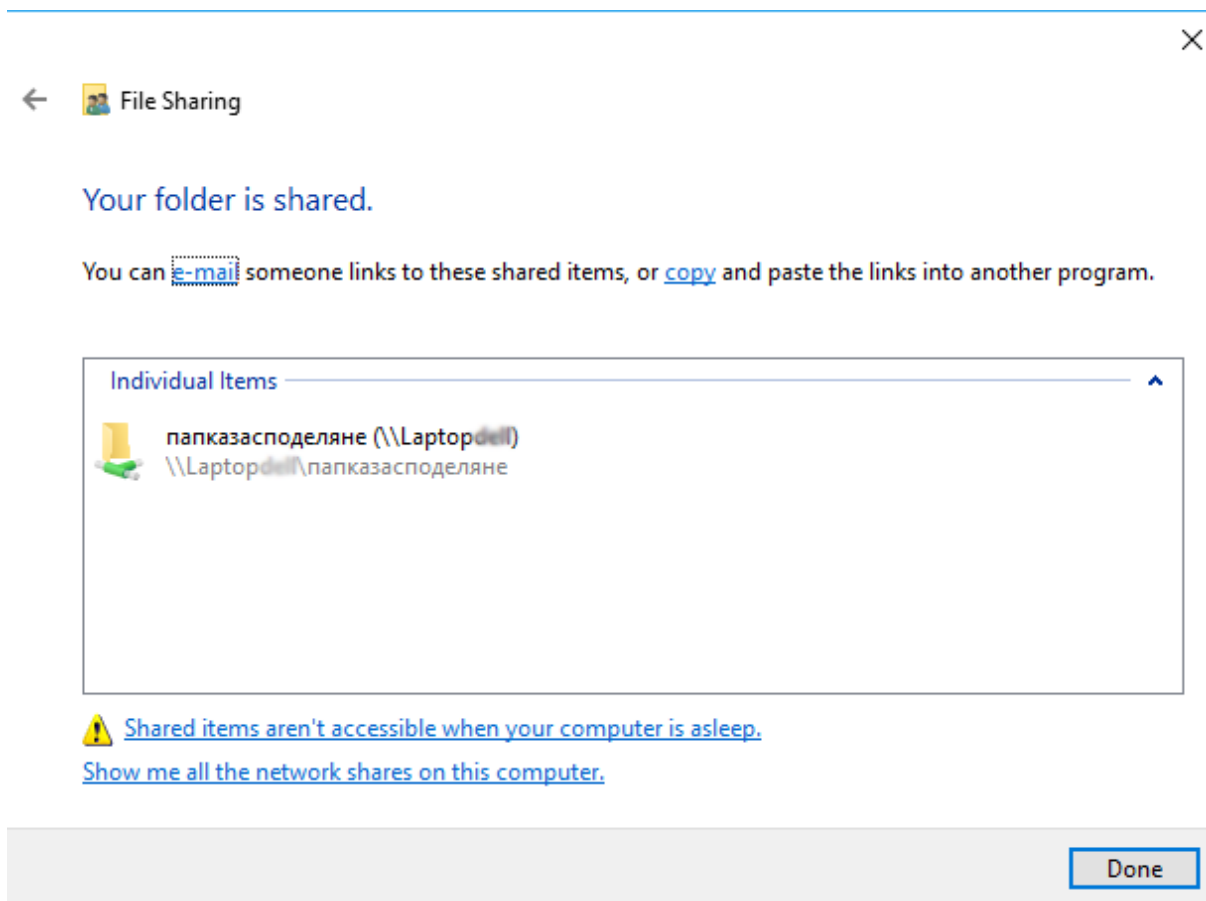 File Sharing
Your folder is shared.
You can e-mail someone links to these shared items, or copy and paste the links into another program.
Individual Items
папказасподеляне (\\Laptopdell)
\\Laptopdell\папказасподеляне
Shared items aren't accessible when your computer is asleep.
Show me all the network shares on this computer.
Done